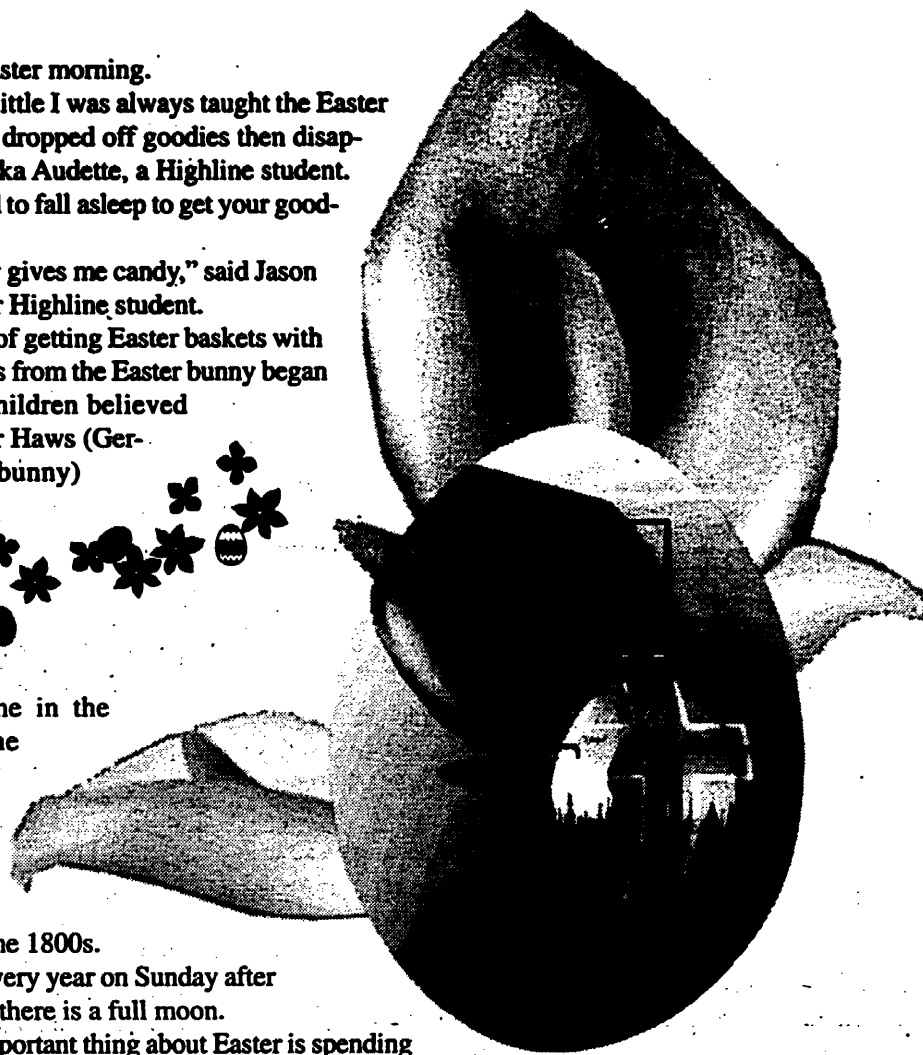 ster morning.
ittle I was always taught the Easter
dropped off goodies then disap-
ka Audette, a Highline student.
to fall asleep to get your good-
gives me candy,” said Jason
Highline student.
of getting Easter baskets with
s from the Easter bunny began
hildren believed
r Haws (Ger-
bunny)
ne in the
ne
ne 1800s.
very year on Sunday after
there is a full moon.
portant thing about Easter is spending